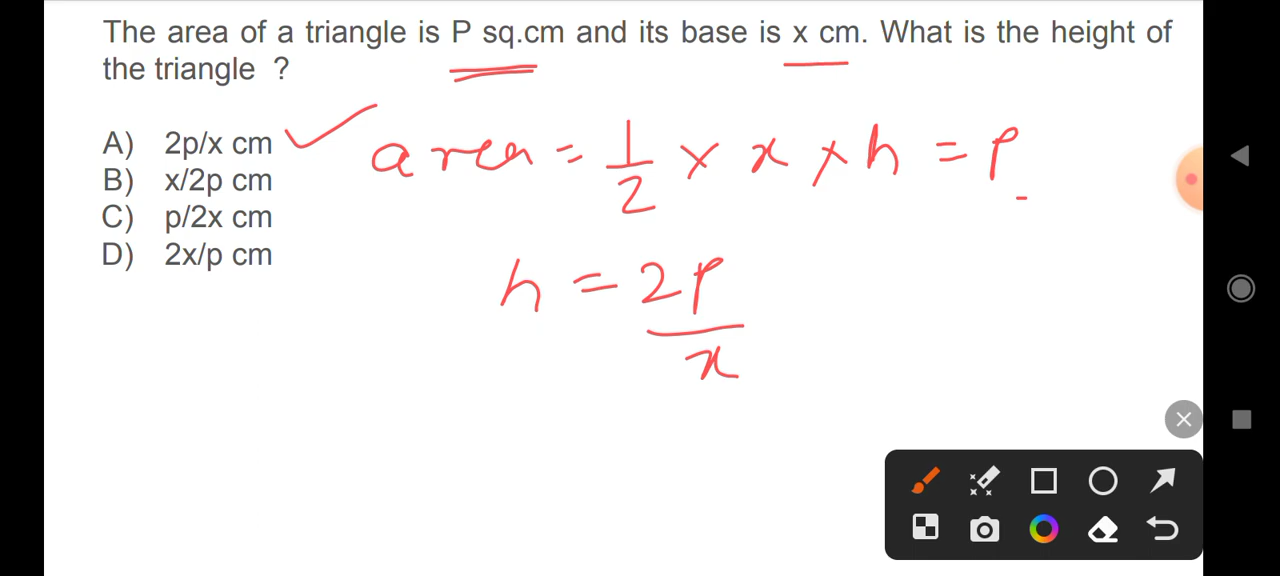 The area of a triangle is P sq.cm and its base is x cm. What is the height of
the triangle ?
A) 2p/x cm
B) x/2p cm
C) p/2x cm
D) 2x/p cm
area = 1/2 × x × h = P
h = 2P/x